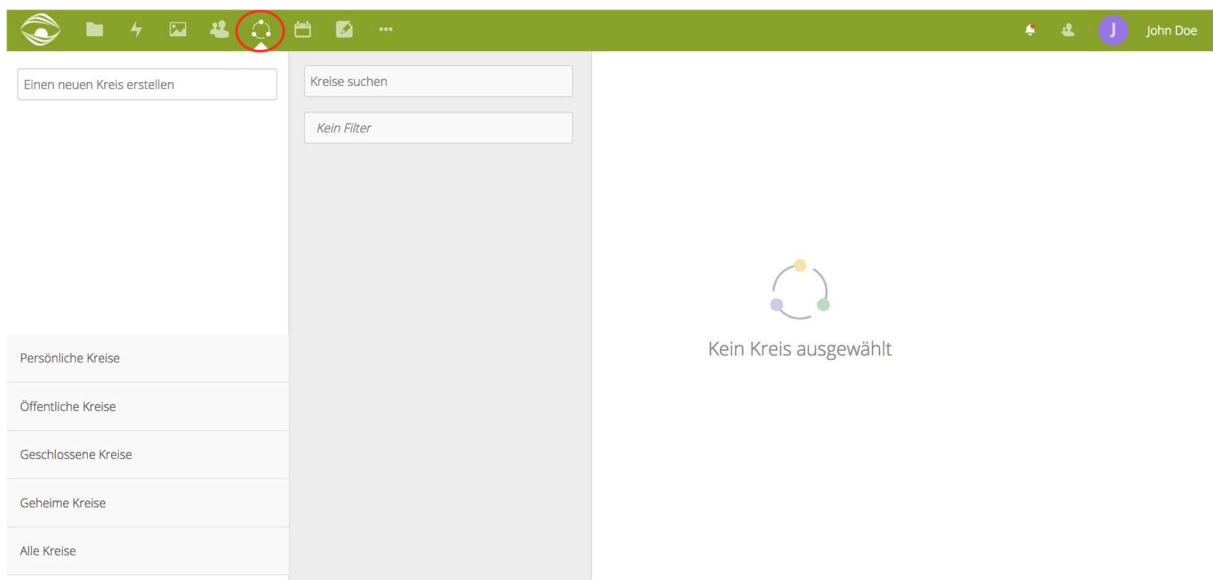 J John Doe
Einen neuen Kreis erstellen
Kreise suchen
Kein Filter
Kein Kreis ausgewählt
Persönliche Kreise
Öffentliche Kreise
Geschlossene Kreise
Geheime Kreise
Alle Kreise